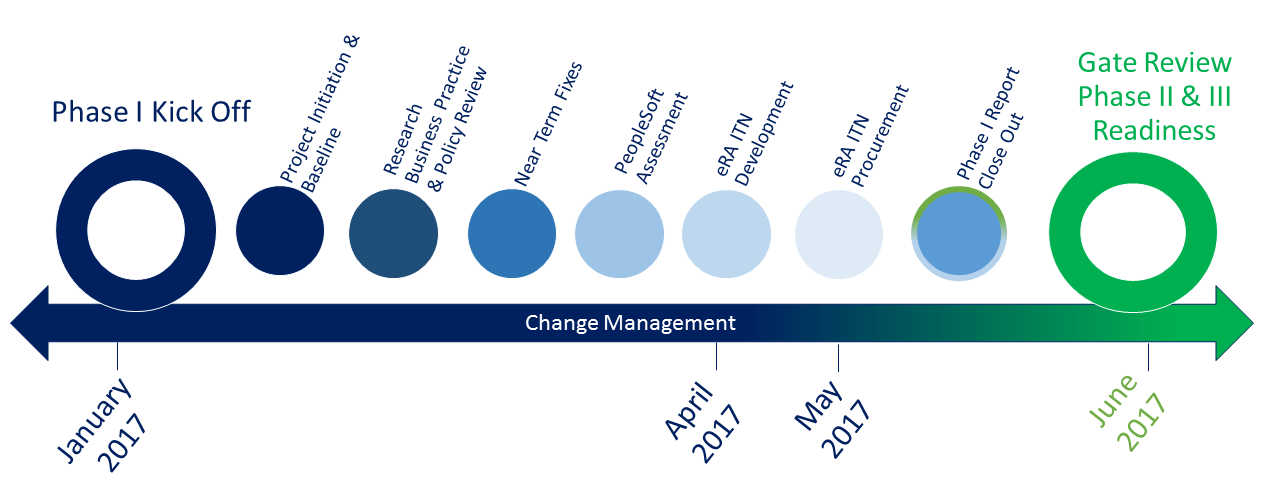 Phase I Kick Off
Project Initiation &
Baseline
Research
Business Practice
& Policy Review
Near Term Fixes
PeopleSoft
Assessment
eRA ITN
Development
eRA ITN
Procurement
Phase I Report
Close Out
Gate Review
Phase II & III
Readiness
Change Management
January
2017
April
2017
May
2017
June
2017